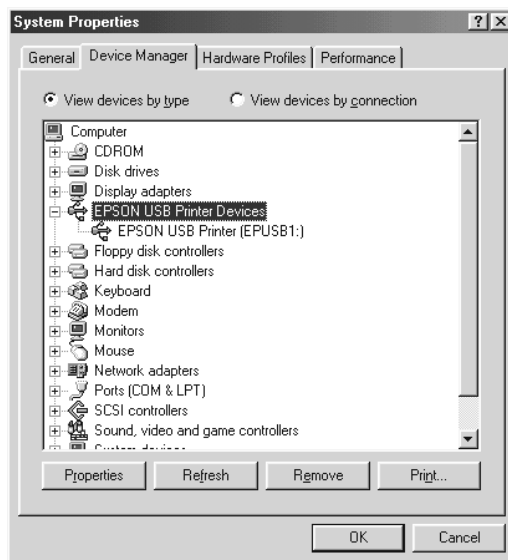 System Properties
General Device Manager Hardware Profiles Performance
View devices by type View devices by connection
Computer
CDROM
Disk drives
Display adapters
EPSON USB Printer Devices
EPSON USB Printer (EPUSB1:)
Floppy disk controllers
Hard disk controllers
Keyboard
Modem
Monitors
Mouse
Network adapters
Ports (COM & LPT)
SCSI controllers
Sound, video and game controllers
System devices
Properties Refresh Remove Print...
OK Cancel